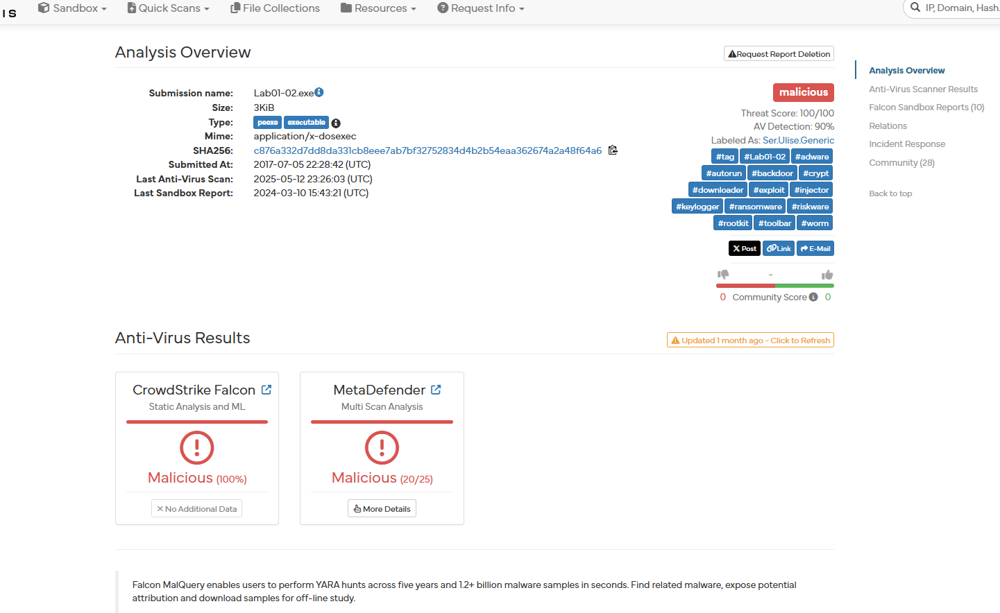 IS Sandbox Quick Scans File Collections Resources Request Info IP, Domain, Hash.
Analysis Overview
Request Report Deletion
Submission name: Lab01-02.exe
Size: 3KiB
Type: peexe executable
Mime: application/x-dosexec
SHA256: c876a332d7dd8da331cb8eee7ab7bf32752834d4b2b54eaa362674a2a48f64a6
Submitted At: 2017-07-05 22:28:42 (UTC)
Last Anti-Virus Scan: 2025-05-12 23:26:03 (UTC)
Last Sandbox Report: 2024-03-10 15:43:21 (UTC)
malicious
Threat Score: 100/100
AV Detection: 90%
Labeled As: Ser.Ulise.Generic
#tag #Lab01-02 #adware
#autorun #backdoor #crypt
#downloader #exploit #injector
#keylogger #ransomware #riskware
#rootkit #toolbar #worm
X Post Link E-Mail
-
0 Community Score 0
Analysis Overview
Anti-Virus Scanner Results
Falcon Sandbox Reports (10)
Relations
Incident Response
Community (28)
Back to top
Anti-Virus Results
Updated 1 month ago - Click to Refresh
CrowdStrike Falcon
Static Analysis and ML
Malicious (100%)
No Additional Data
MetaDefender
Multi Scan Analysis
Malicious (20/25)
More Details
Falcon MalQuery enables users to perform YARA hunts across five years and 1.2+ billion malware samples in seconds. Find related malware, expose potential
attribution and download samples for off-line study.